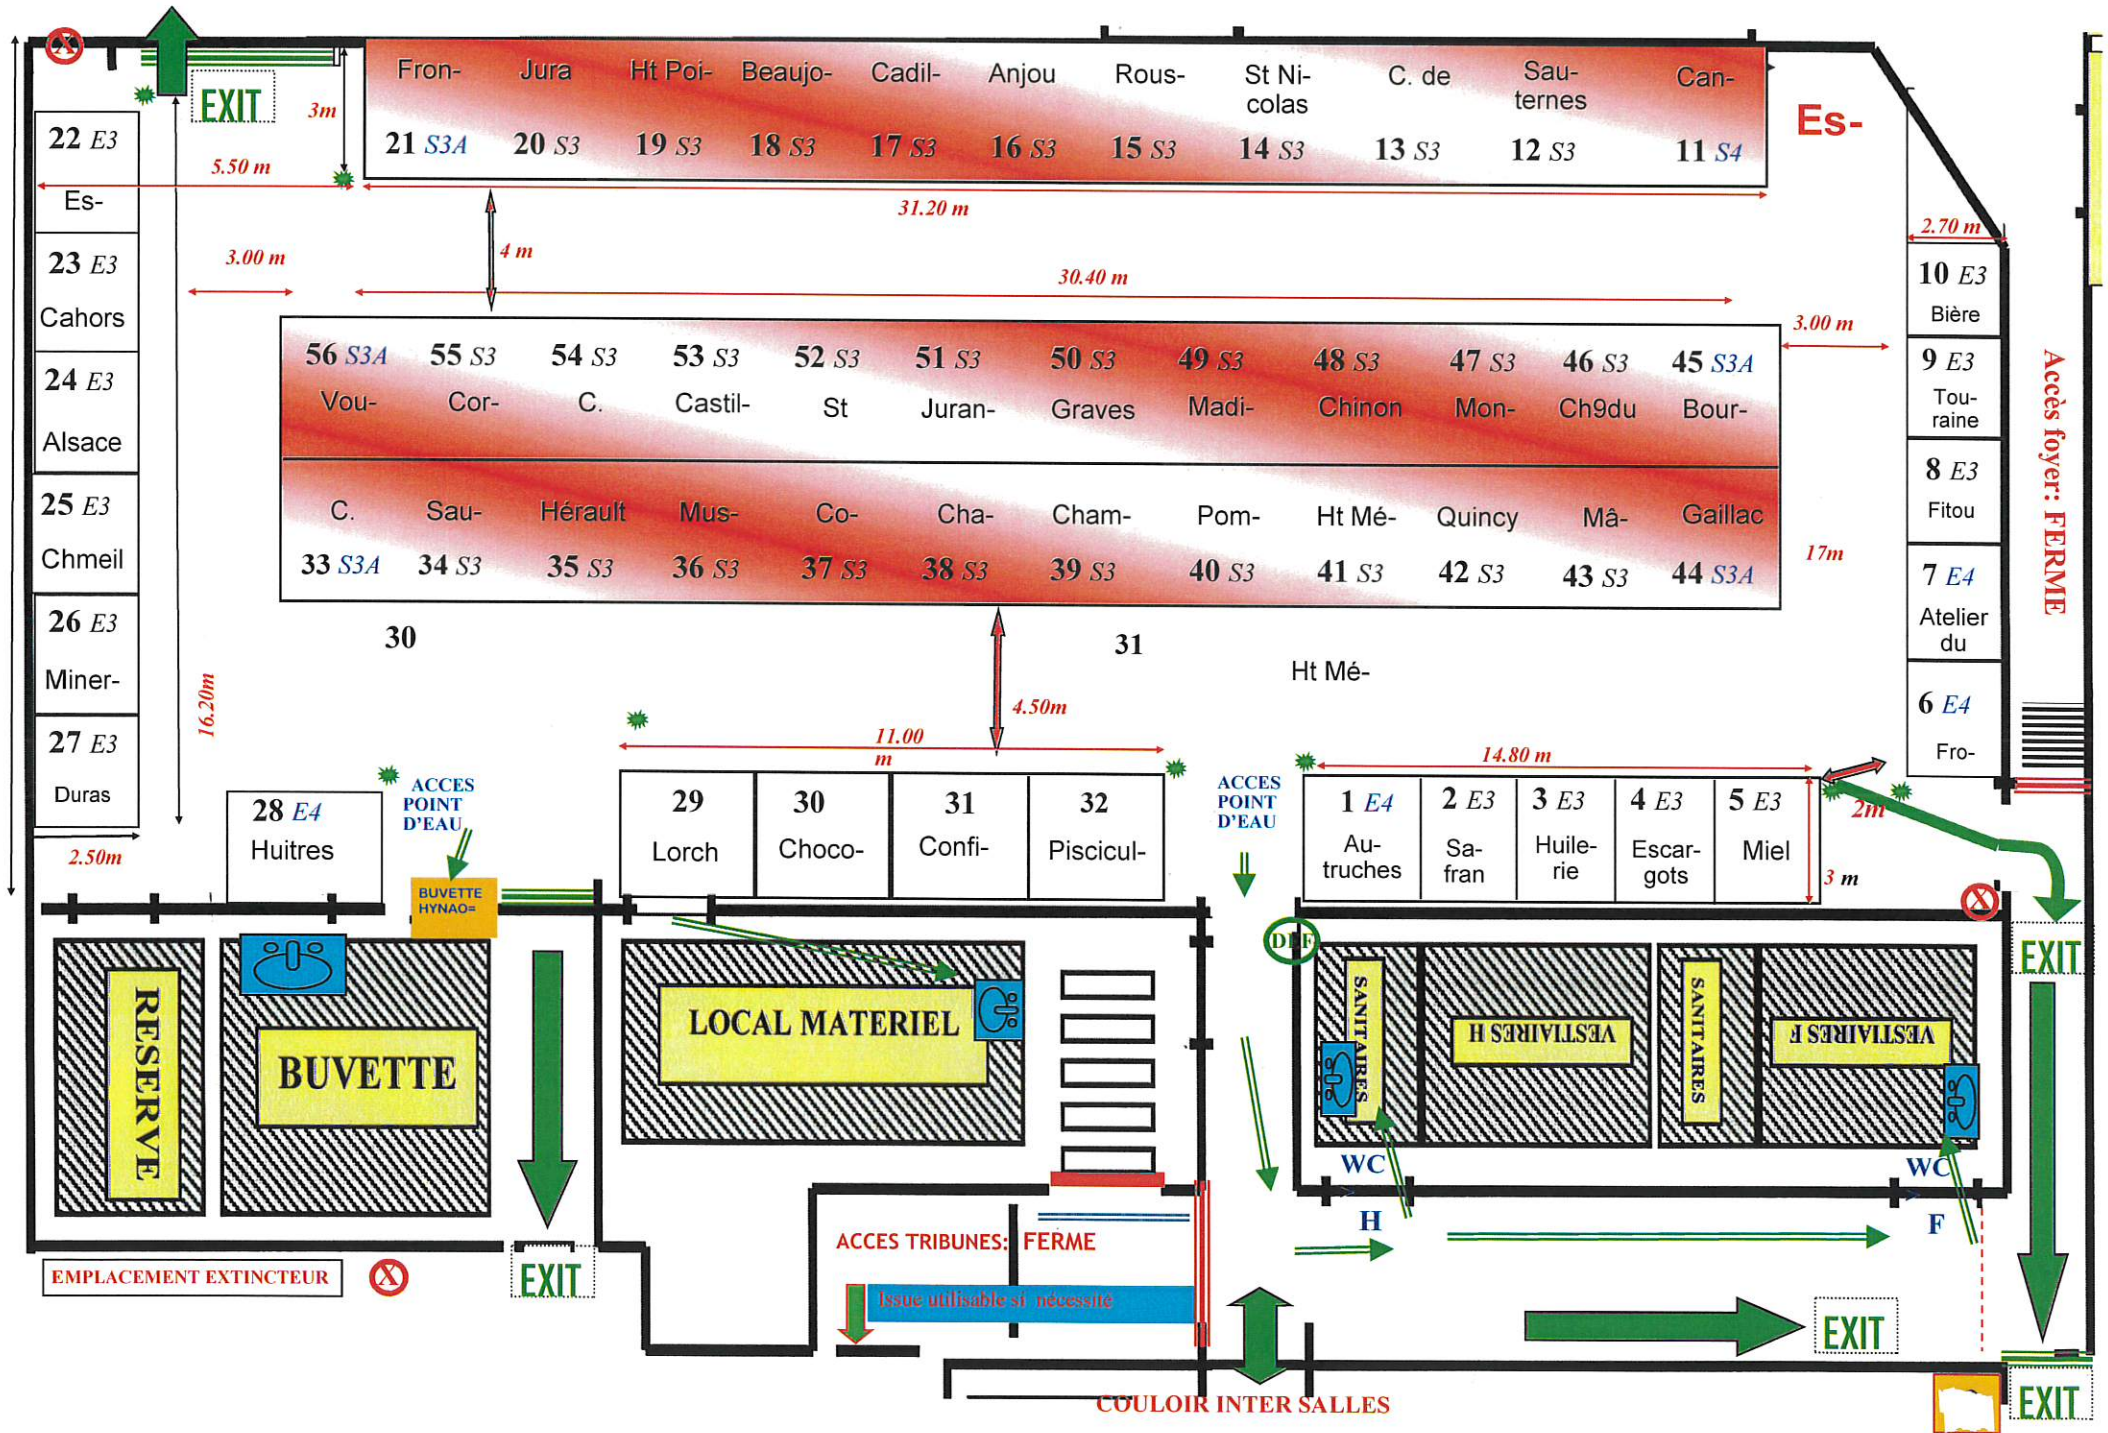 Fron-
Jura
Ht Poi-
Beaujo-
Cadil-
Anjou
Rous-
St Ni-
colas
C. de
Sau-
ternes
Can-
21 S3A
20 S3
19 S3
18 S3
17 S3
16 S3
15 S3
14 S3
13 S3
12 S3
11 S4
Es-
X
EXIT
3m
5.50 m
31.20 m
22 E3
Es-
23 E3
Cahors
24 E3
Alsace
25 E3
Chmeil
26 E3
Miner-
27 E3
Duras
2.50m
16.20m
3.00 m
4 m
30.40 m
3.00 m
2.70 m
56 S3A
55 S3
54 S3
53 S3
52 S3
51 S3
50 S3
49 S3
48 S3
47 S3
46 S3
45 S3A
Vou-
Cor-
C.
Castil-
St
Juran-
Graves
Madi-
Chinon
Mon-
Ch9du
Bour-
C.
Sau-
Hérault
Mus-
Co-
Cha-
Cham-
Pom-
Ht Mé-
Quincy
Mâ-
Gaillac
33 S3A
34 S3
35 S3
36 S3
37 S3
38 S3
39 S3
40 S3
41 S3
42 S3
43 S3
44 S3A
17m
10 E3
Bière
9 E3
Tou-
raine
8 E3
Fitou
7 E4
Atelier
du
6 E4
Fro-
Accès foyer: FERME
30
31
Ht Mé-
4.50m
11.00
m
14.80 m
2m
3 m
28 E4
Huitres
ACCES
POINT
D'EAU
BUVETTE
HYNAO=
29
Lorch
30
Choco-
31
Confi-
32
Piscicul-
ACCES
POINT
D'EAU
1 E4
Au-
truches
2 E3
Sa-
fran
3 E3
Huile-
rie
4 E3
Escar-
gots
5 E3
Miel
X
EXIT
DEF
RESERVE
BUVETTE
LOCAL MATERIEL
SANITAIRES
VESTIAIRES H
SANITAIRES
VESTIAIRES F
WC
H
WC
F
EMPLACEMENT EXTINCTEUR
X
EXIT
ACCES TRIBUNES: FERME
Issue utilisable si nécessité
EXIT
COULOIR INTER SALLES
EXIT